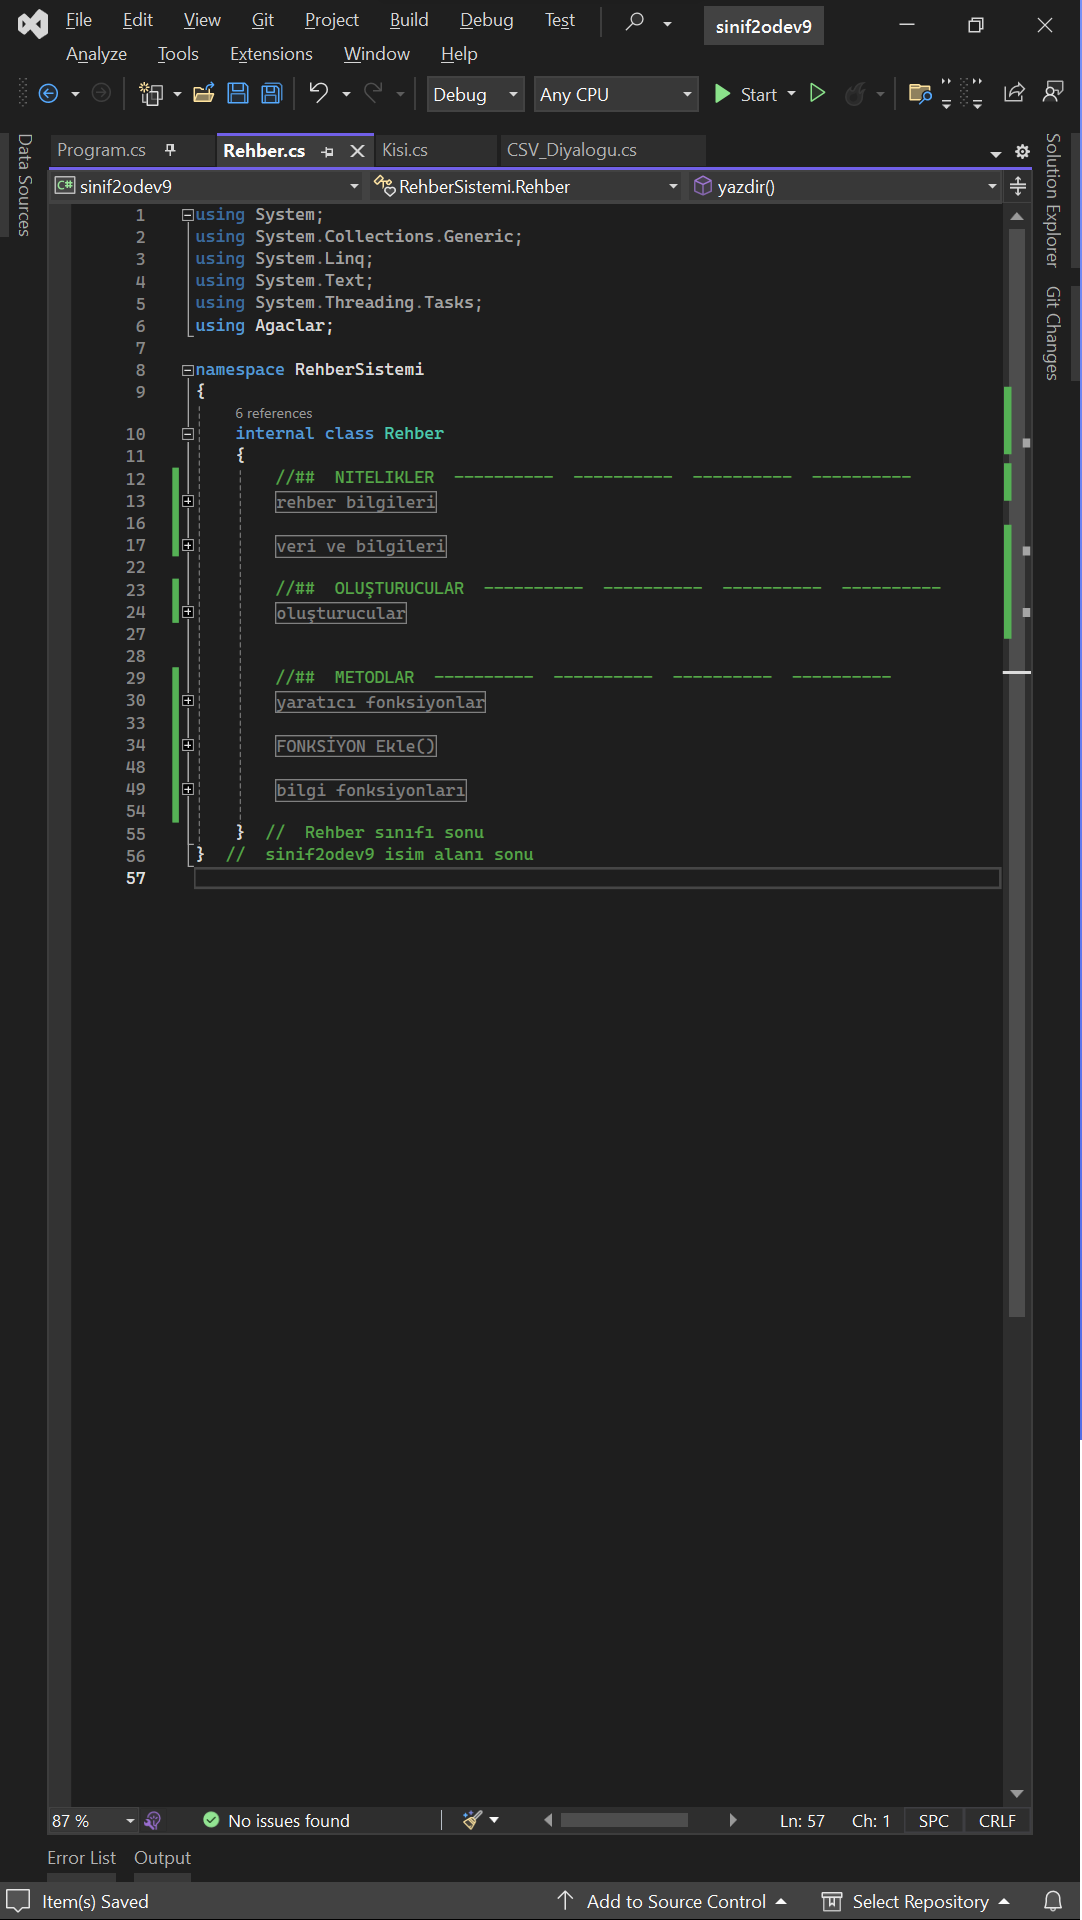 File Edit View Git Project Build Debug Test
sinif2odev9
Analyze Tools Extensions Window Help
Debug Any CPU Start
Data Sources
Program.cs Rehber.cs Kisi.cs CSV_Diyalogu.cs
C# sinif2odev9 RehberSistemi.Rehber yazdir()
Solution Explorer
Git Changes
1 using System;
2 using System.Collections.Generic;
3 using System.Linq;
4 using System.Text;
5 using System.Threading.Tasks;
6 using Agaclar;
7
8 namespace RehberSistemi
9 {
6 references
10 internal class Rehber
11 {
12 //## NITELIKLER ---------- ---------- ---------- ----------
13 rehber bilgileri
16
17 veri ve bilgileri
22
23 //## OLUŞTURUCULAR ---------- ---------- ---------- ----------
24 oluşturucular
27
28
29 //## METODLAR ---------- ---------- ---------- ----------
30 yaratıcı fonksiyonlar
33
34 FONKSİYON Ekle()
48
49 bilgi fonksiyonları
54
55 } // Rehber sınıfı sonu
56 } // sinif2odev9 isim alanı sonu
57
87 % No issues found Ln: 57 Ch: 1 SPC CRLF
Error List Output
Item(s) Saved Add to Source Control Select Repository